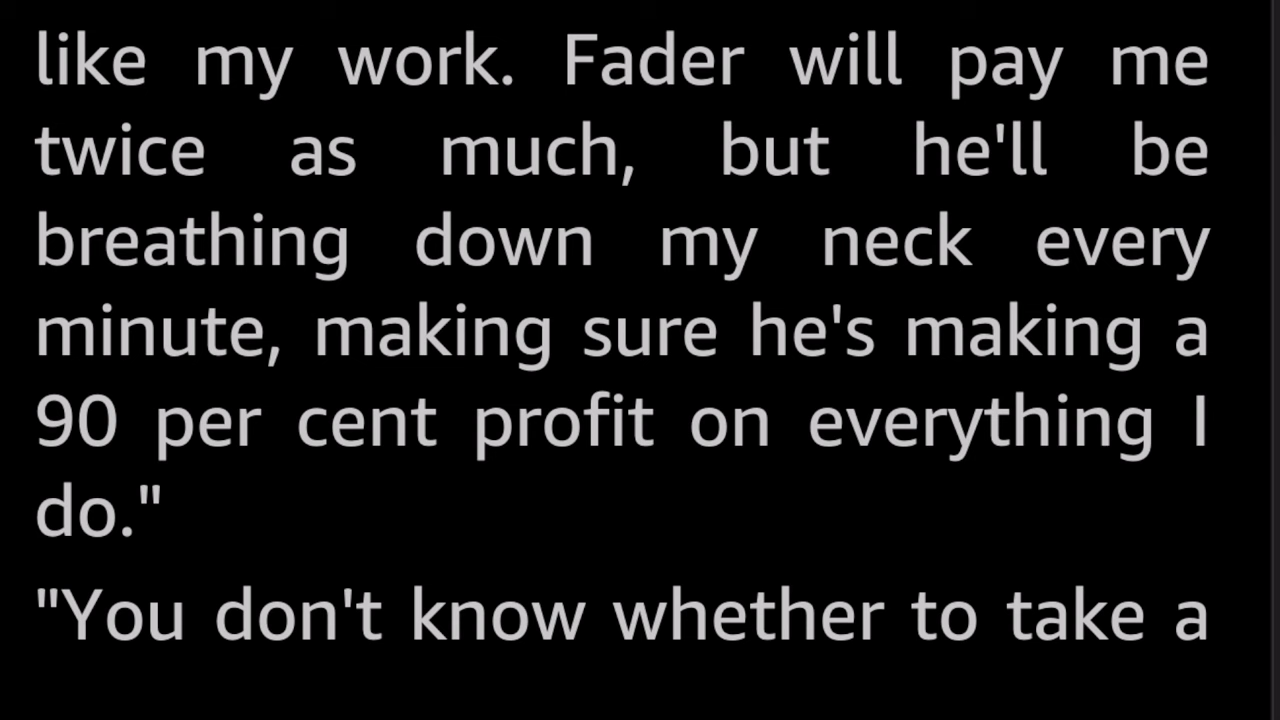 like my work. Fader will pay me
twice as much, but he'll be
breathing down my neck every
minute, making sure he's making a
90 per cent profit on everything I
do."
"You don't know whether to take a